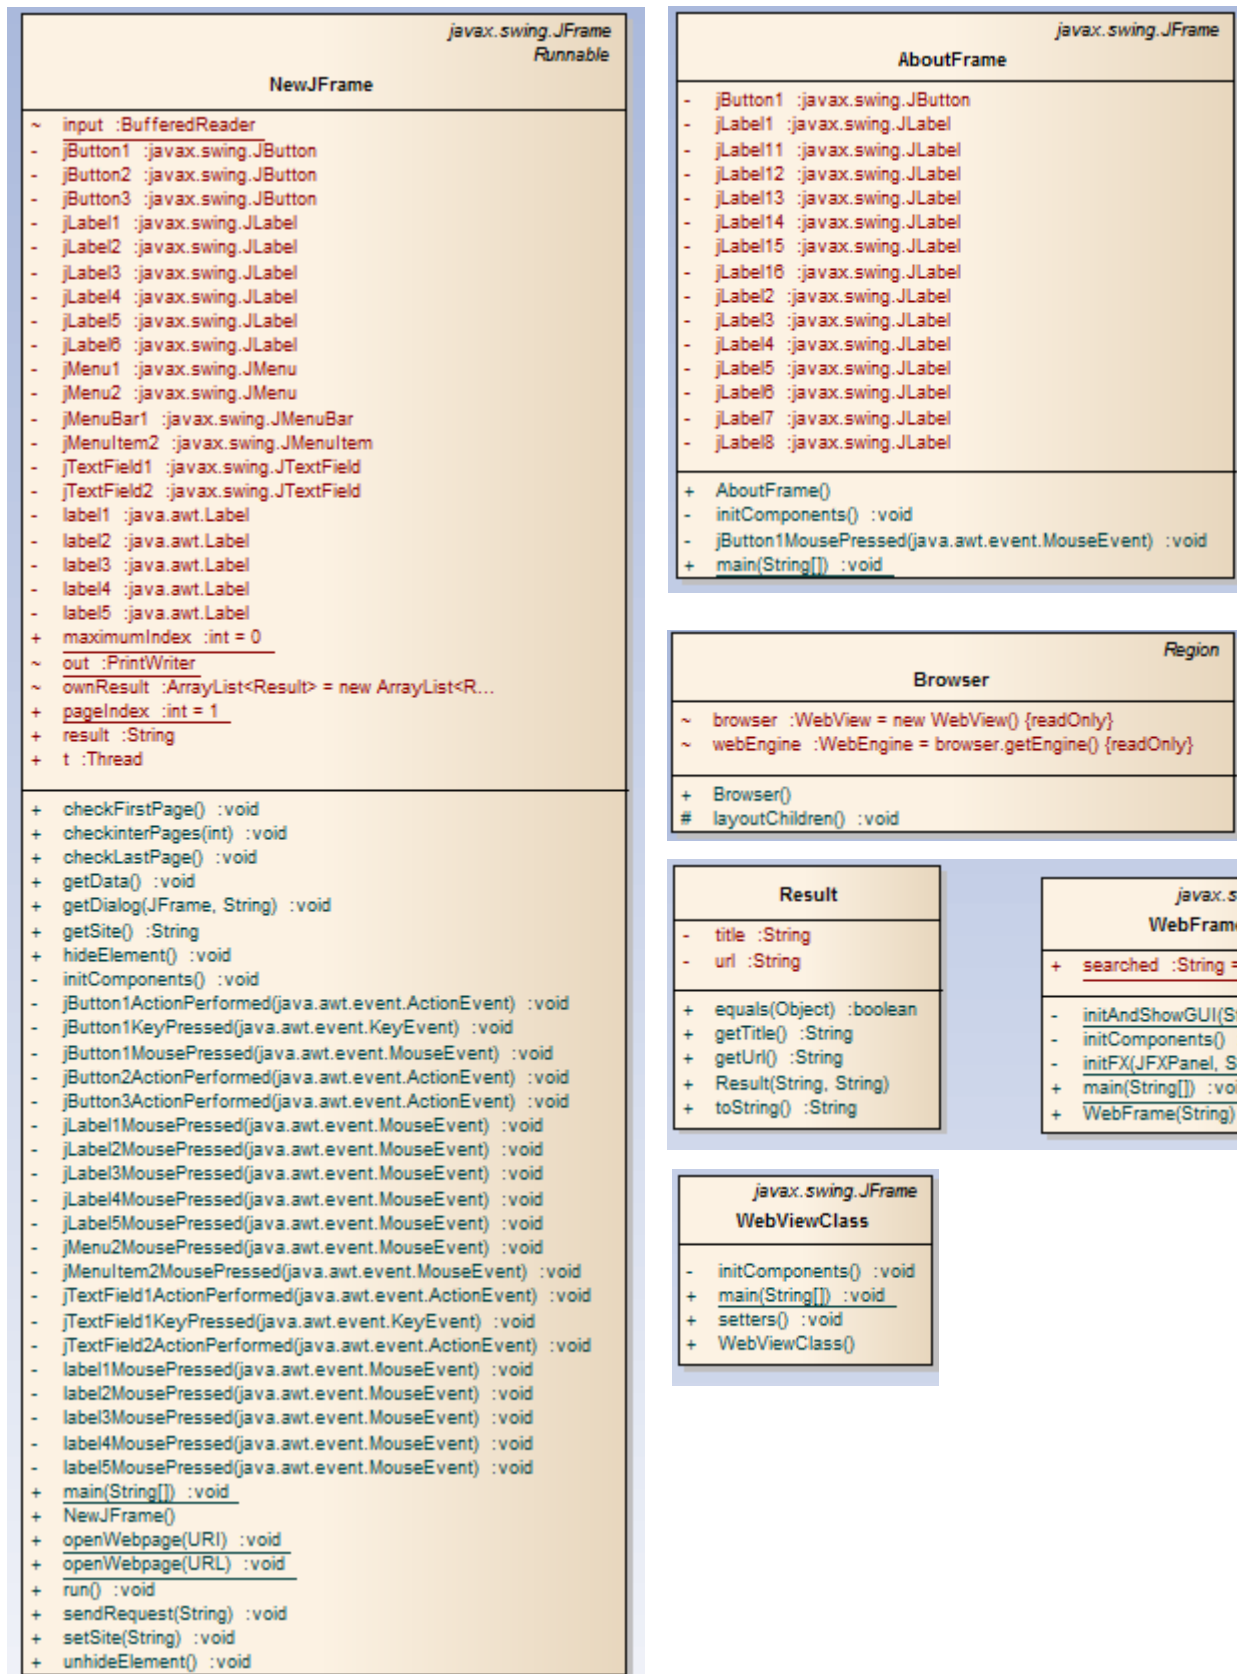 javax.swing.JFrame
Runnable
NewJFrame
~ input :BufferedReader
- jButton1 :javax.swing.JButton
- jButton2 :javax.swing.JButton
- jButton3 :javax.swing.JButton
- jLabel1 :javax.swing.JLabel
- jLabel2 :javax.swing.JLabel
- jLabel3 :javax.swing.JLabel
- jLabel4 :javax.swing.JLabel
- jLabel5 :javax.swing.JLabel
- jLabel6 :javax.swing.JLabel
- jMenu1 :javax.swing.JMenu
- jMenu2 :javax.swing.JMenu
- jMenuBar1 :javax.swing.JMenuBar
- jMenuItem2 :javax.swing.JMenuItem
- jTextField1 :javax.swing.JTextField
- jTextField2 :javax.swing.JTextField
- label1 :java.awt.Label
- label2 :java.awt.Label
- label3 :java.awt.Label
- label4 :java.awt.Label
- label5 :java.awt.Label
+ maximumIndex :int = 0
~ out :PrintWriter
~ ownResult :ArrayList<Result> = new ArrayList<R...
+ pageIndex :int = 1
+ result :String
+ t :Thread
+ checkFirstPage() :void
+ checkinterPages(int) :void
+ checkLastPage() :void
+ getData() :void
+ getDialog(JFrame, String) :void
+ getSite() :String
+ hideElement() :void
- initComponents() :void
- jButton1ActionPerformed(java.awt.event.ActionEvent) :void
- jButton1KeyPressed(java.awt.event.KeyEvent) :void
- jButton1MousePressed(java.awt.event.MouseEvent) :void
- jButton2ActionPerformed(java.awt.event.ActionEvent) :void
- jButton3ActionPerformed(java.awt.event.ActionEvent) :void
- jLabel1MousePressed(java.awt.event.MouseEvent) :void
- jLabel2MousePressed(java.awt.event.MouseEvent) :void
- jLabel3MousePressed(java.awt.event.MouseEvent) :void
- jLabel4MousePressed(java.awt.event.MouseEvent) :void
- jLabel5MousePressed(java.awt.event.MouseEvent) :void
- jMenu2MousePressed(java.awt.event.MouseEvent) :void
- jMenuItem2MousePressed(java.awt.event.MouseEvent) :void
- jTextField1ActionPerformed(java.awt.event.ActionEvent) :void
- jTextField1KeyPressed(java.awt.event.KeyEvent) :void
- jTextField2ActionPerformed(java.awt.event.ActionEvent) :void
- label1MousePressed(java.awt.event.MouseEvent) :void
- label2MousePressed(java.awt.event.MouseEvent) :void
- label3MousePressed(java.awt.event.MouseEvent) :void
- label4MousePressed(java.awt.event.MouseEvent) :void
- label5MousePressed(java.awt.event.MouseEvent) :void
+ main(String[]) :void
+ NewJFrame()
+ openWebpage(URI) :void
+ openWebpage(URL) :void
+ run() :void
+ sendRequest(String) :void
+ setSite(String) :void
+ unhideElement() :void
javax.swing.JFrame
AboutFrame
- jButton1 :javax.swing.JButton
- jLabel1 :javax.swing.JLabel
- jLabel11 :javax.swing.JLabel
- jLabel12 :javax.swing.JLabel
- jLabel13 :javax.swing.JLabel
- jLabel14 :javax.swing.JLabel
- jLabel15 :javax.swing.JLabel
- jLabel16 :javax.swing.JLabel
- jLabel2 :javax.swing.JLabel
- jLabel3 :javax.swing.JLabel
- jLabel4 :javax.swing.JLabel
- jLabel5 :javax.swing.JLabel
- jLabel6 :javax.swing.JLabel
- jLabel7 :javax.swing.JLabel
- jLabel8 :javax.swing.JLabel
+ AboutFrame()
- initComponents() :void
- jButton1MousePressed(java.awt.event.MouseEvent) :void
+ main(String[]) :void
Region
Browser
~ browser :WebView = new WebView() {readOnly}
~ webEngine :WebEngine = browser.getEngine() {readOnly}
+ Browser()
# layoutChildren() :void
Result
- title :String
- url :String
+ equals(Object) :boolean
+ getTitle() :String
+ getUrl() :String
+ Result(String, String)
+ toString() :String
javax.s
WebFram
+ searched :String =
- initAndShowGUI(St
- initComponents()
- initFX(JFXPanel, S
+ main(String[]) :voi
+ WebFrame(String)
javax.swing.JFrame
WebViewClass
- initComponents() :void
+ main(String[]) :void
+ setters() :void
+ WebViewClass()